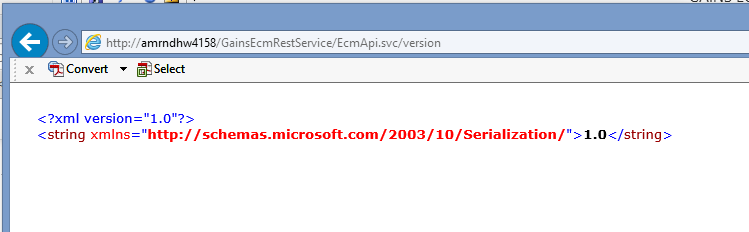 http://amrndhw4158/GainsEcmRestService/EcmApi.svc/version
x Convert Select
<?xml version="1.0"?>
<string xmlns="http://schemas.microsoft.com/2003/10/Serialization/">1.0</string>